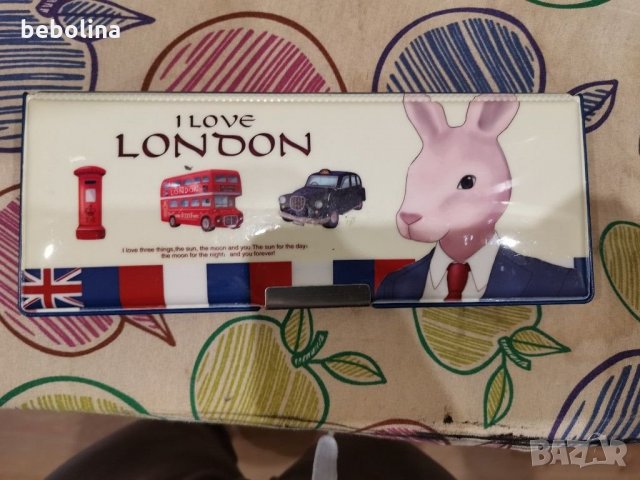 bebolina
I LOVE
LONDON
LONDON
I love three things,the sun, the moon and you.The sun for the day.
the moon for the night. and you forever!
BAZAR